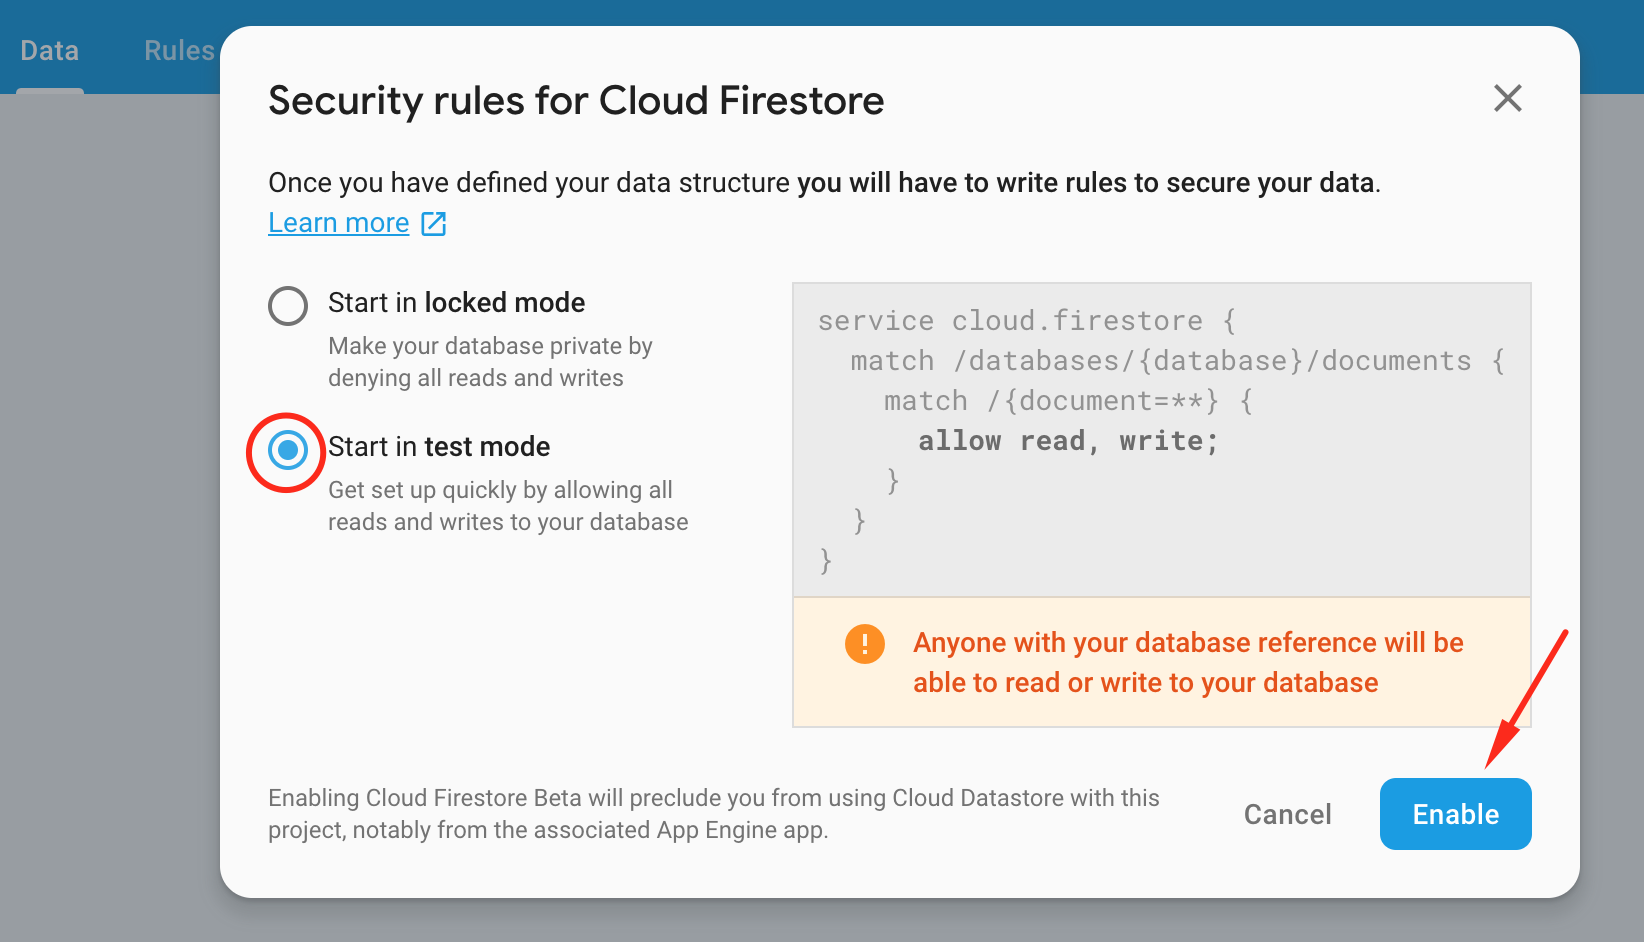 Data
Rules
Security rules for Cloud Firestore
Once you have defined your data structure you will have to write rules to secure your data.
Learn more
Start in locked mode
Make your database private by
denying all reads and writes
Start in test mode
Get set up quickly by allowing all
reads and writes to your database
service cloud.firestore {
  match /databases/{database}/documents {
    match /{document=**} {
      allow read, write;
    }
  }
}
Anyone with your database reference will be
able to read or write to your database
Enabling Cloud Firestore Beta will preclude you from using Cloud Datastore with this
project, notably from the associated App Engine app.
Cancel
Enable